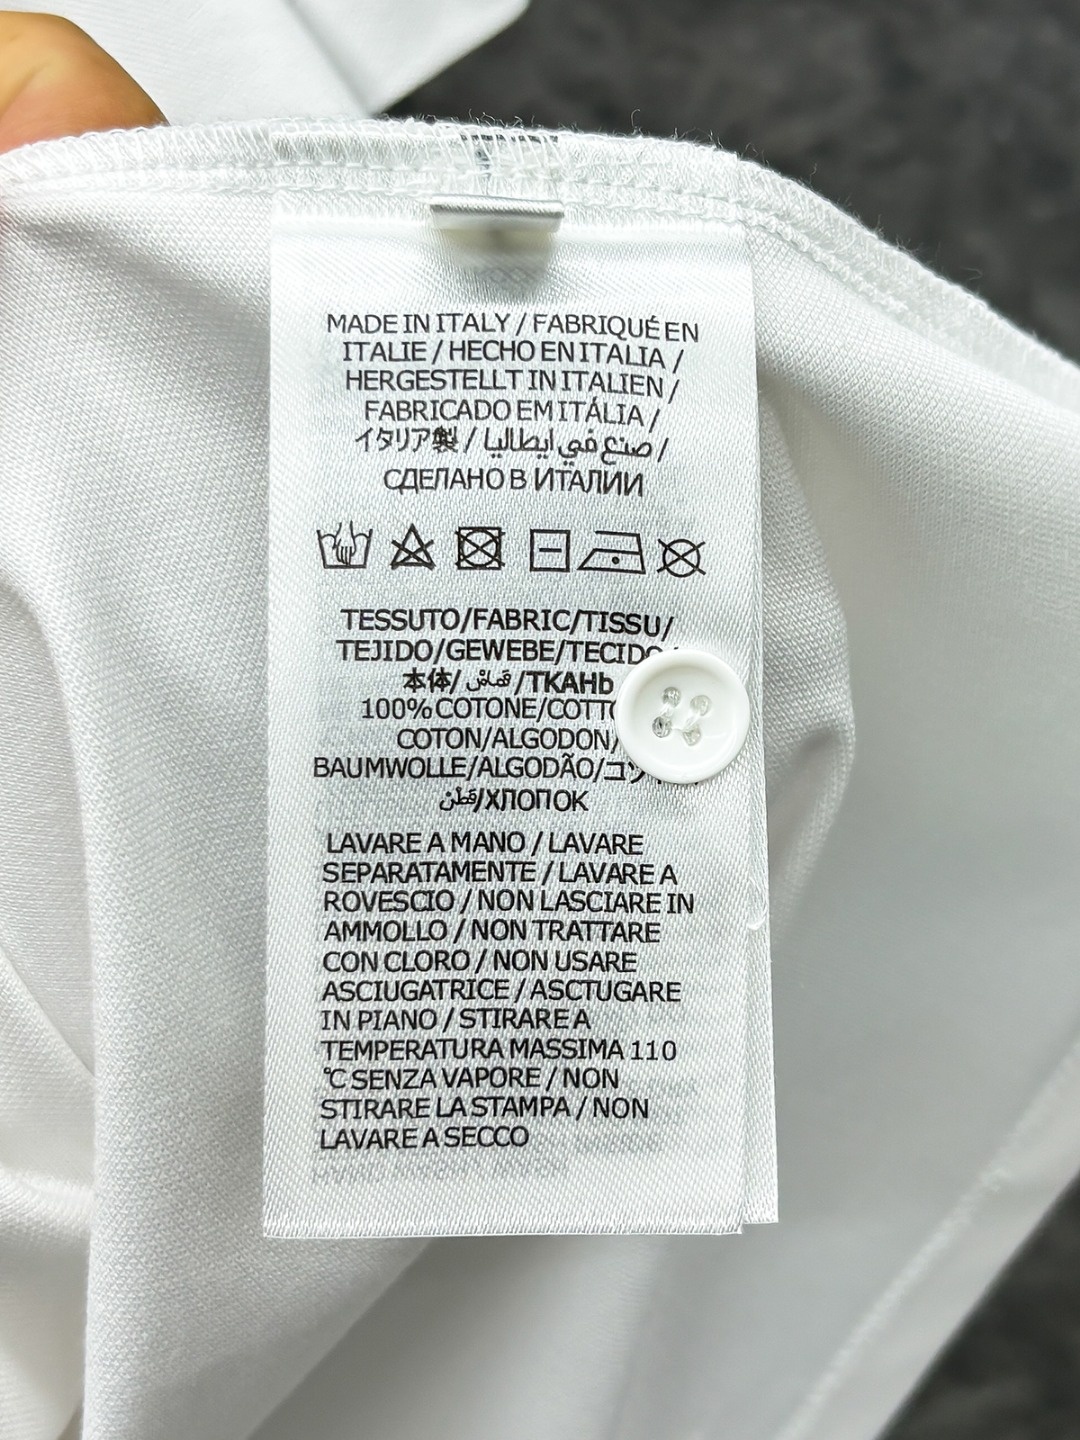 MADE IN ITALY / FABRIQUÉ EN
ITALIE / HECHO EN ITALIA /
HERGESTELLT IN ITALIEN /
FABRICADO EM ITÁLIA /
イタリア製 / صنع في ايطاليا /
СДЕЛАНО В ИТАЛИИ
TESSUTO/FABRIC/TISSU/
TEJIDO/GEWEBE/TECIDO/
本体/قماش/ТКАНЬ
100% COTONE/
COTON/ALGODON/
BAUMWOLLE/ALGODÃO/
قطن/ХЛОПОК
LAVARE A MANO / LAVARE
SEPARATAMENTE / LAVARE A
ROVESCIO / NON LASCIARE IN
AMMOLLO / NON TRATTARE
CON CLORO / NON USARE
ASCIUGATRICE / ASCTUGARE
IN PIANO / STIRARE A
TEMPERATURA MASSIMA 110
℃ SENZA VAPORE / NON
STIRARE LA STAMPA / NON
LAVARE A SECCO